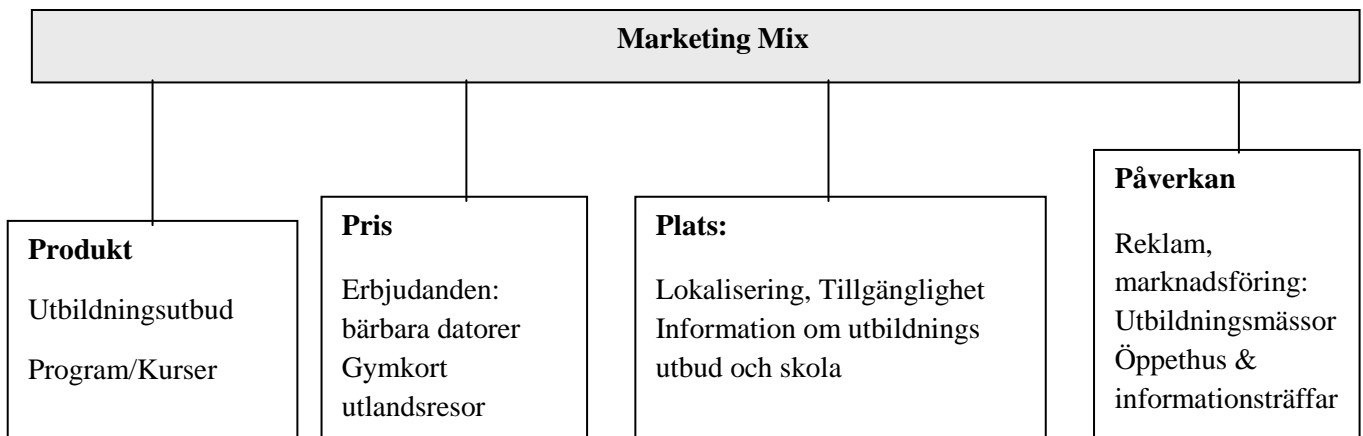 Marketing Mix
Produkt
Utbildningsutbud
Program/Kurser
Pris
Erbjudanden:
bärbara datorer
Gymkort
utlandsresor
Plats:
Lokalisering, Tillgänglighet
Information om utbildnings
utbud och skola
Påverkan
Reklam,
marknadsföring:
Utbildningsmässor
Öppethus &
informationsträffar